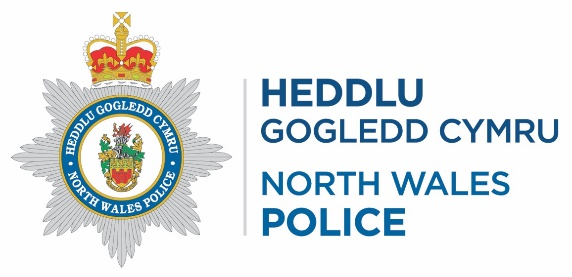 HEDDLU GOGLEDD CYMRU
NORTH WALES POLICE
HEDDLU
GOGLEDD CYMRU
NORTH WALES
POLICE